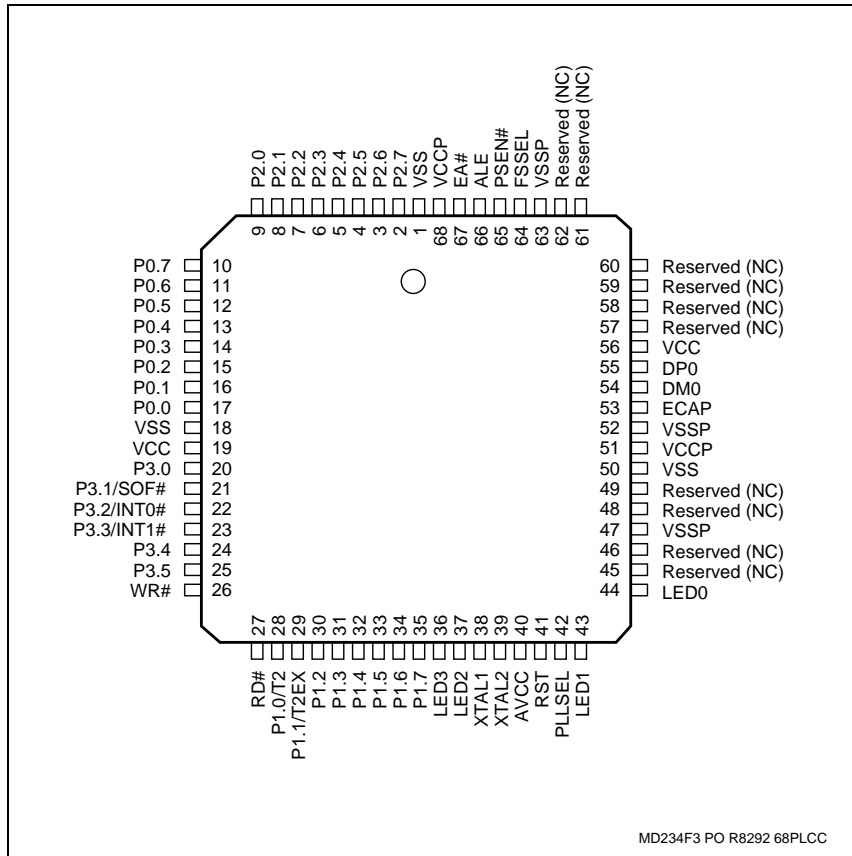 Reserved (NC)
Reserved (NC)
P2.0
P2.1
P2.2
P2.3
P2.4
P2.5
P2.6
P2.7
VSS
VCCP
EA#
ALE
PSEN#
FSSEL
VSSP
9 8 7 6 5 4 3 2 1 68 67 66 65 64 63 62 61
P0.7 10
P0.6 11
P0.5 12
P0.4 13
P0.3 14
P0.2 15
P0.1 16
P0.0 17
VSS 18
VCC 19
P3.0 20
P3.1/SOF# 21
P3.2/INT0# 22
P3.3/INT1# 23
P3.4 24
P3.5 25
WR# 26
60 Reserved (NC)
59 Reserved (NC)
58 Reserved (NC)
57 Reserved (NC)
56 VCC
55 DP0
54 DM0
53 ECAP
52 VSSP
51 VCCP
50 VSS
49 Reserved (NC)
48 Reserved (NC)
47 VSSP
46 Reserved (NC)
45 Reserved (NC)
44 LED0
27 28 29 30 31 32 33 34 35 36 37 38 39 40 41 42 43
RD#
P1.0/T2
P1.1/T2EX
P1.2
P1.3
P1.4
P1.5
P1.6
P1.7
LED3
LED2
XTAL1
XTAL2
AVCC
RST
PLLSEL
LED1
MD234F3 PO R8292 68PLCC